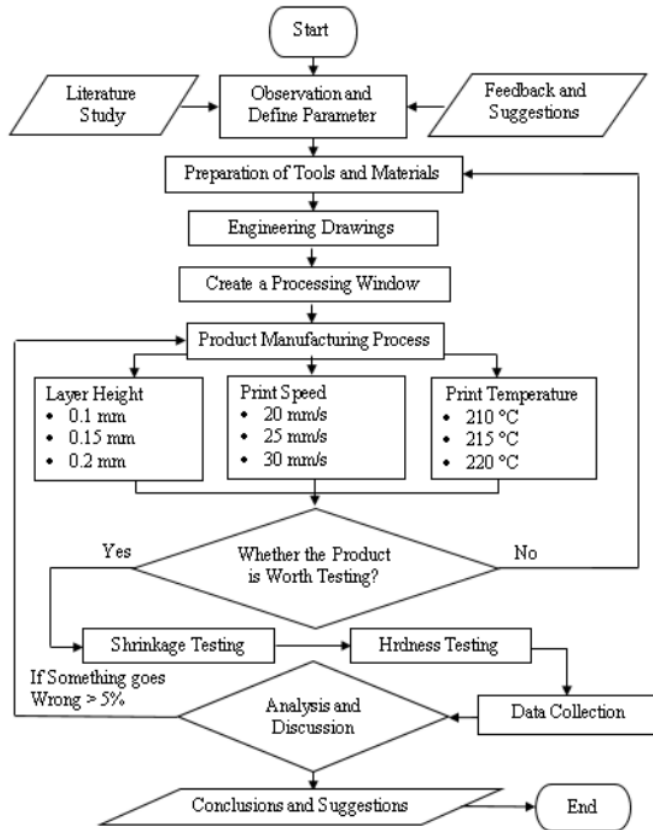 Start
Literature
Study
Observation and
Define Parameter
Feedback and
Suggestions
Preparation of Tools and Materials
Engineering Drawings
Create a Processing Window
Product Manufacturing Process
Layer Height
• 0.1 mm
• 0.15 mm
• 0.2 mm
Print Speed
• 20 mm/s
• 25 mm/s
• 30 mm/s
Print Temperature
• 210 °C
• 215 °C
• 220 °C
Yes
Whether the Product
is Worth Testing?
No
Shrinkage Testing
Hrdness Testing
If Something goes
Wrong > 5%
Analysis and
Discussion
Data Collection
Conclusions and Suggestions
End